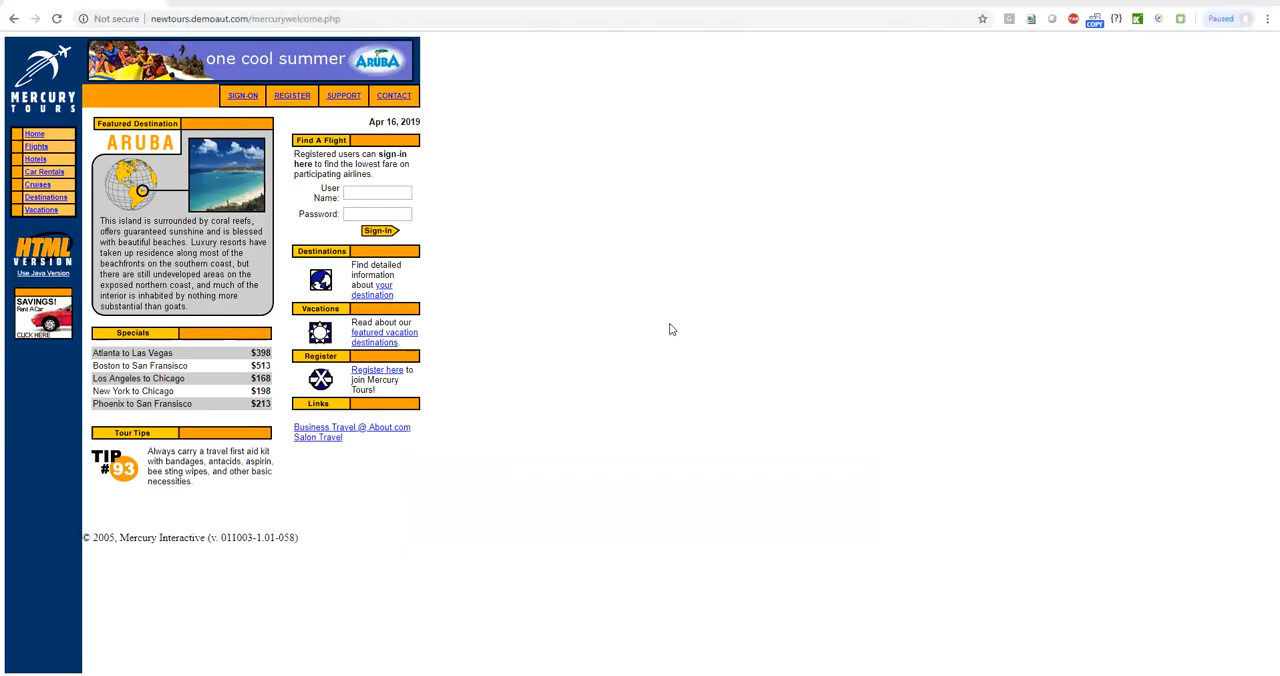 Not secure newtours.demoaut.com/mercurywelcome.php
COPY
{?}
Paused
one cool summer ARUBA
MERCURY
TOURS
SIGN-ON REGISTER SUPPORT CONTACT
Home
Flights
Hotels
Car Rentals
Cruises
Destinations
Vacations
HTML
VERSION
Use Java Version
SAVINGS!
Rent A Car
CLICK HERE
Featured Destination
ARUBA
This island is surrounded by coral reefs,
offers guaranteed sunshine and is blessed
with beautiful beaches. Luxury resorts have
taken up residence along most of the
beachfronts on the southern coast, but
there are still undeveloped areas on the
exposed northern coast, and much of the
interior is inhabited by nothing more
substantial than goats.
Specials
Atlanta to Las Vegas $398
Boston to San Fransisco $513
Los Angeles to Chicago $168
New York to Chicago $198
Phoenix to San Fransisco $213
Tour Tips
TIP
#93
Always carry a travel first aid kit
with bandages, antacids, aspirin,
bee sting wipes, and other basic
necessities.
Apr 16, 2019
Find A Flight
Registered users can sign-in
here to find the lowest fare on
participating airlines.
User
Name:
Password:
Sign-In
Destinations
Find detailed
information
about your
destination.
Vacations
Read about our
featured vacation
destinations.
Register
Register here to
join Mercury
Tours!
Links
Business Travel @ About.com
Salon Travel
© 2005, Mercury Interactive (v. 011003-1.01-058)